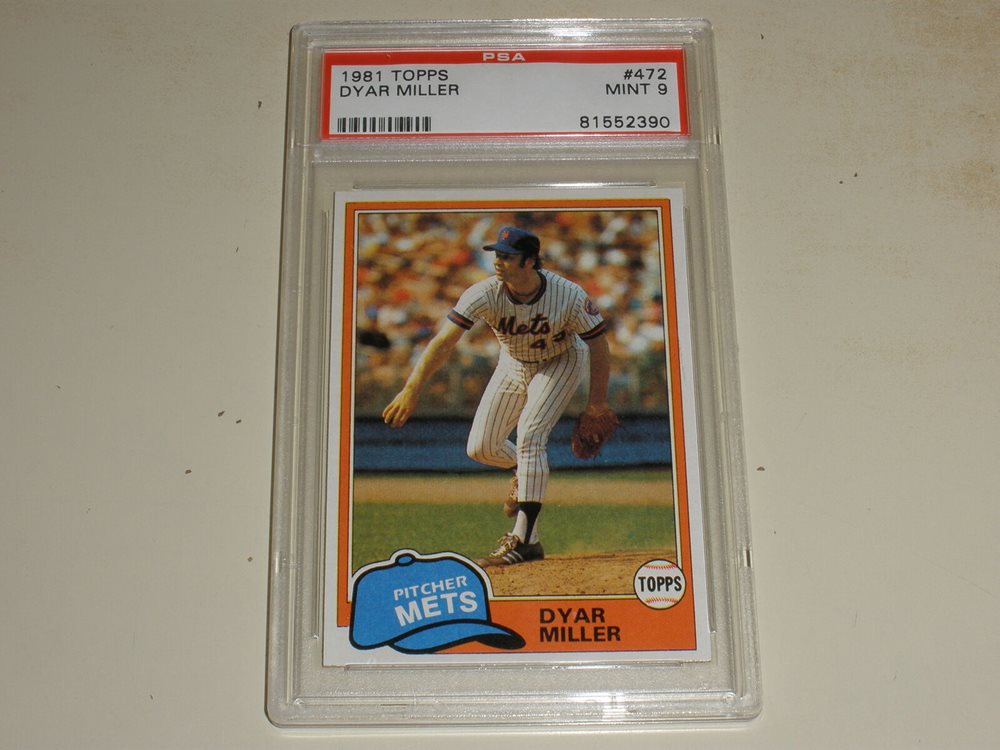 PSA
1981 TOPPS #472
DYAR MILLER MINT 9
81552390
Mets
PITCHER
METS
TOPPS
DYAR
MILLER